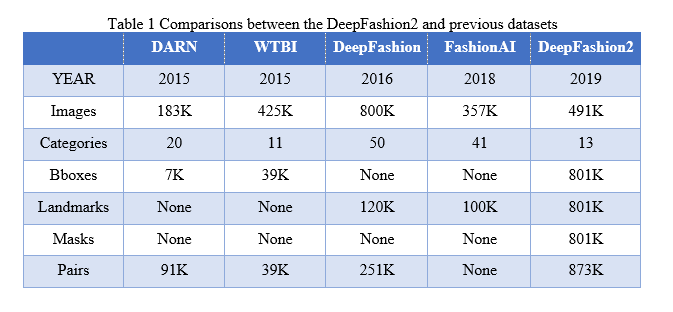 Table 1 Comparisons between the DeepFashion2 and previous datasets
DARN WTBI DeepFashion FashionAI DeepFashion2
YEAR 2015 2015 2016 2018 2019
Images 183K 425K 800K 357K 491K
Categories 20 11 50 41 13
Bboxes 7K 39K None None 801K
Landmarks None None 120K 100K 801K
Masks None None None None 801K
Pairs 91K 39K 251K None 873K